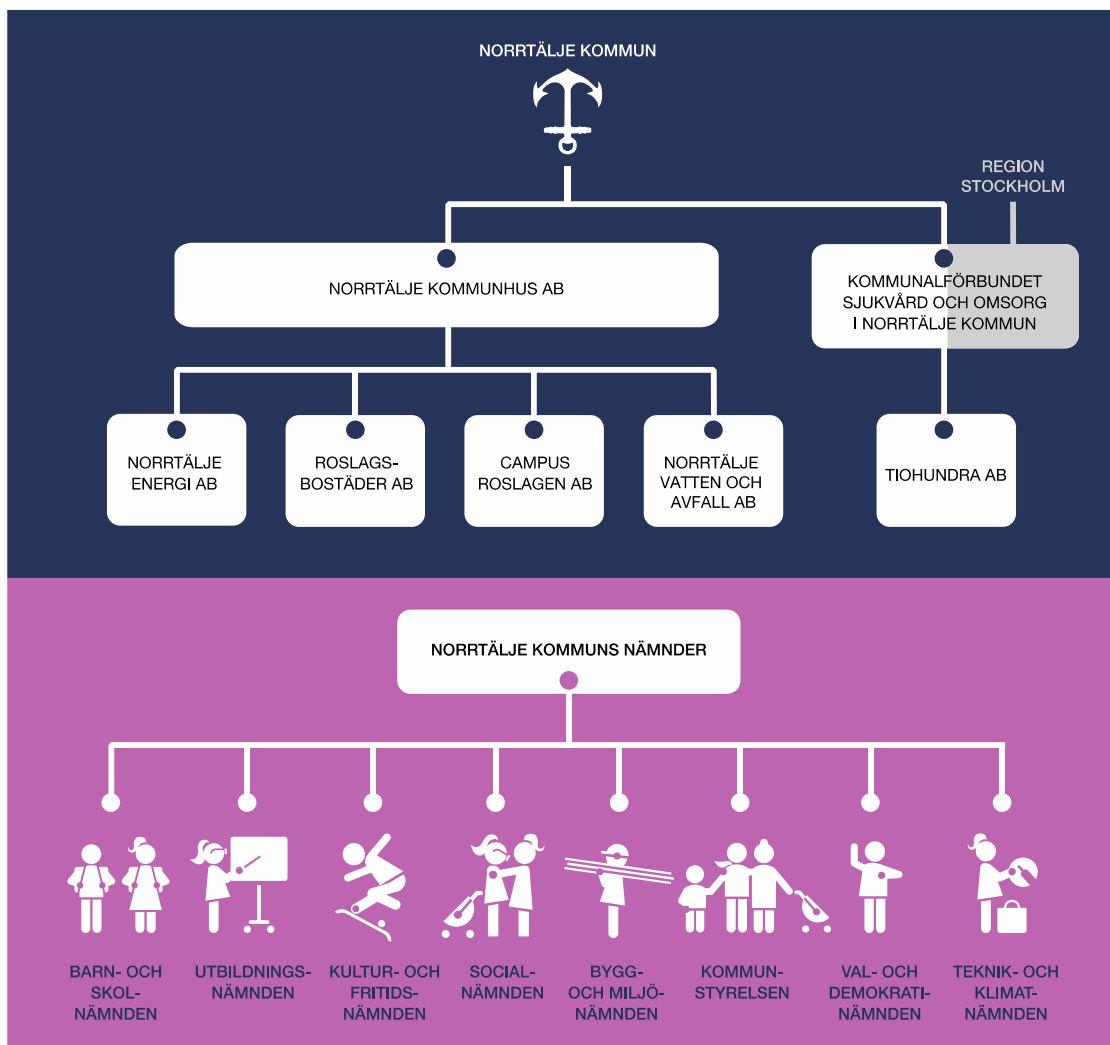 NORRTÄLJE KOMMUN
REGION
STOCKHOLM
NORRTÄLJE KOMMUNHUS AB
KOMMUNALFÖRBUNDET
SJUKVÅRD OCH OMSORG
I NORRTÄLJE KOMMUN
NORRTÄLJE
ENERGI AB
ROSLAGS-
BOSTÄDER AB
CAMPUS
ROSLAGEN AB
NORRTÄLJE
VATTEN OCH
AVFALL AB
TIOHUNDRA AB
NORRTÄLJE KOMMUNS NÄMNDER
BARN- OCH
SKOL-
NÄMNDEN
UTBILDNINGS-
NÄMNDEN
KULTUR- OCH
FRITIDS-
NÄMNDEN
SOCIAL-
NÄMNDEN
BYGG-
OCH MILJÖ-
NÄMNDEN
KOMMUN-
STYRELSEN
VAL- OCH
DEMOKRATI-
NÄMNDEN
TEKNIK- OCH
KLIMAT-
NÄMNDEN